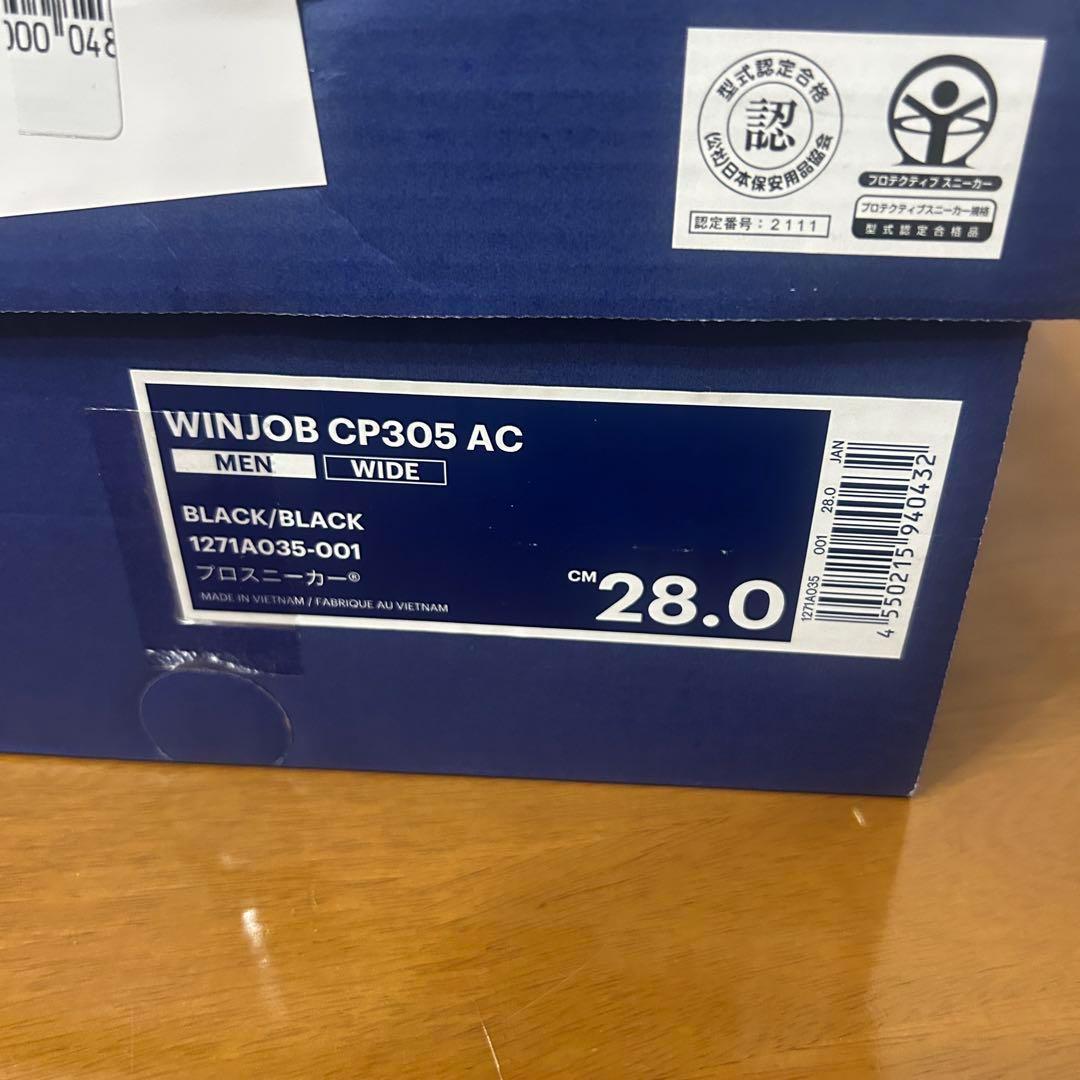 000 048
型式認定合格
認
(公社)日本保安用品協会
認定番号：2111
プロテクティブ スニーカー
プロテクティブスニーカー規格
型式認定合格品
WINJOB CP305 AC
MEN WIDE
BLACK/BLACK
1271A035-001
プロスニーカー®
MADE IN VIETNAM / FABRIQUE AU VIETNAM
CM 28.0
1271A035 001 28.0 JAN
4 550215 940432